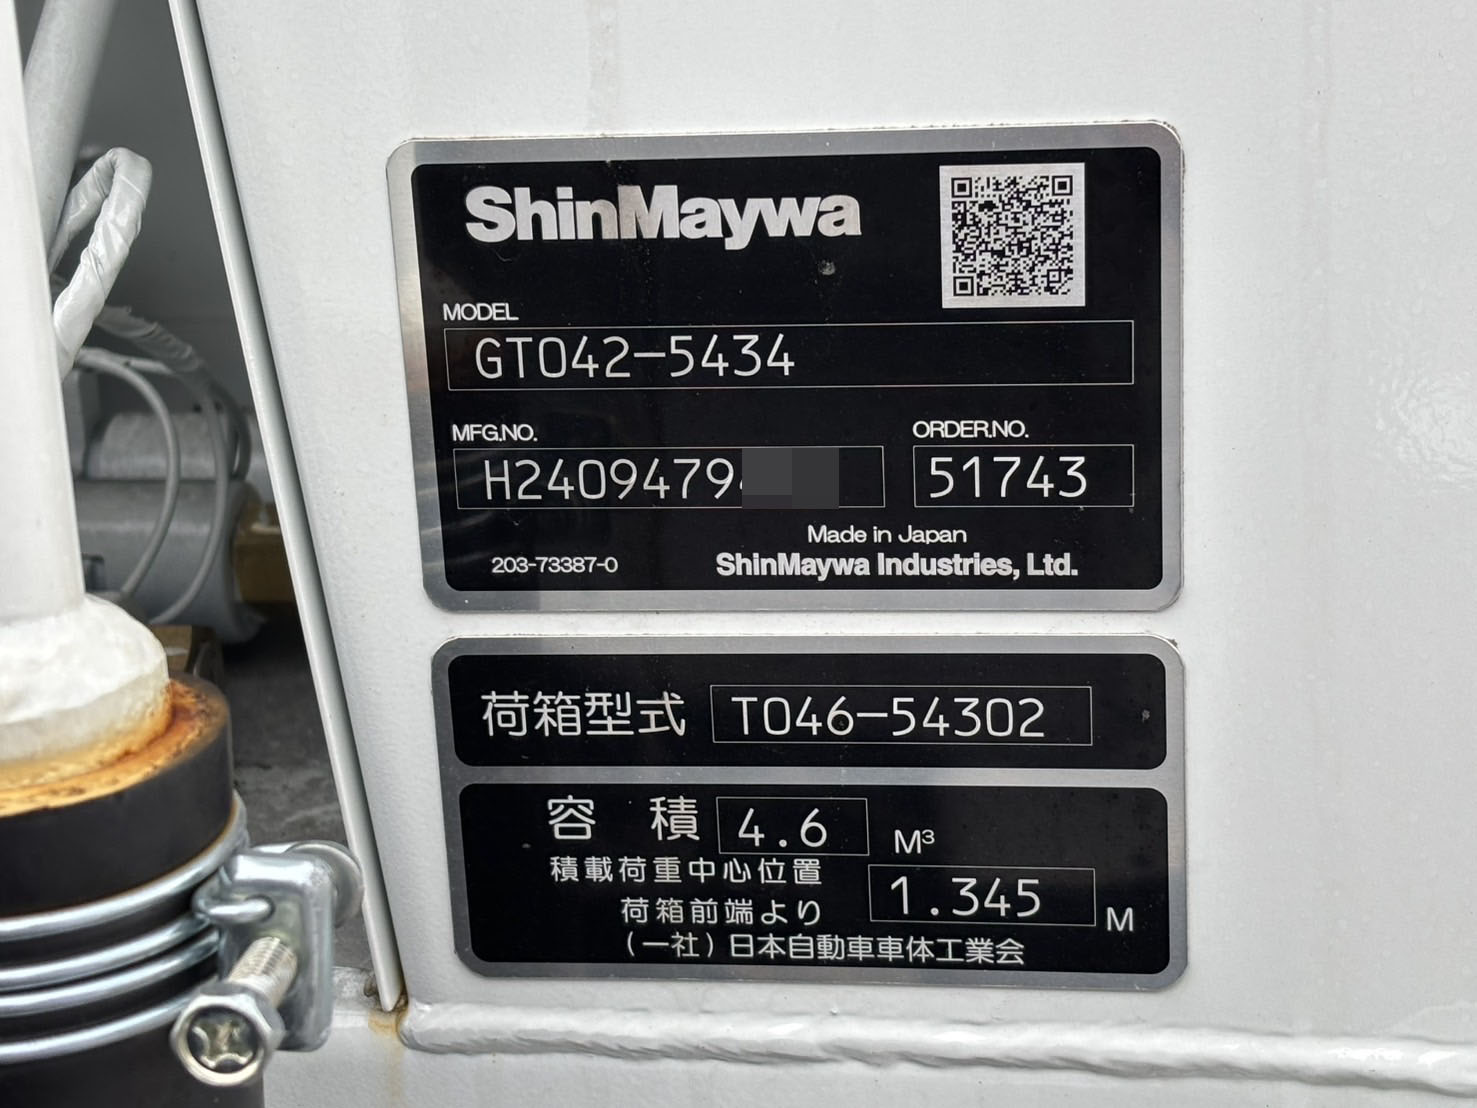 ShinMaywa
MODEL
GT042-5434
MFG.NO.
ORDER.NO.
H2409479
51743
Made in Japan
203-73387-0
ShinMaywa Industries, Ltd.
荷箱型式 T046-54302
容 積 4.6 M³
積載荷重中心位置
荷箱前端より 1.345 M
(一社)日本自動車車体工業会